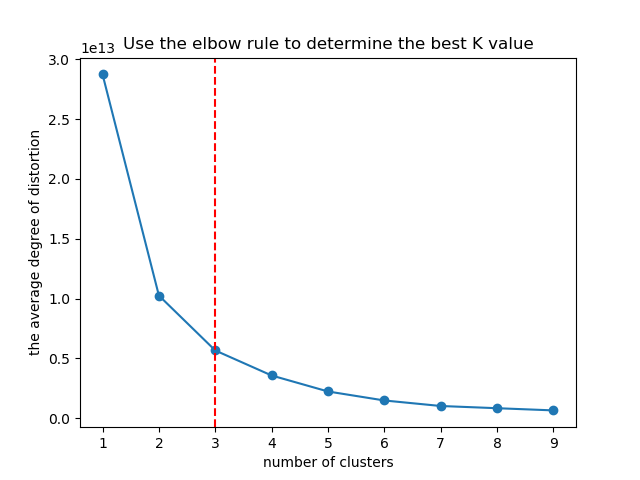 Use the elbow rule to determine the best K value
1e13
3.0
2.5
2.0
1.5
1.0
0.5
0.0
the average degree of distortion
1 2 3 4 5 6 7 8 9
number of clusters